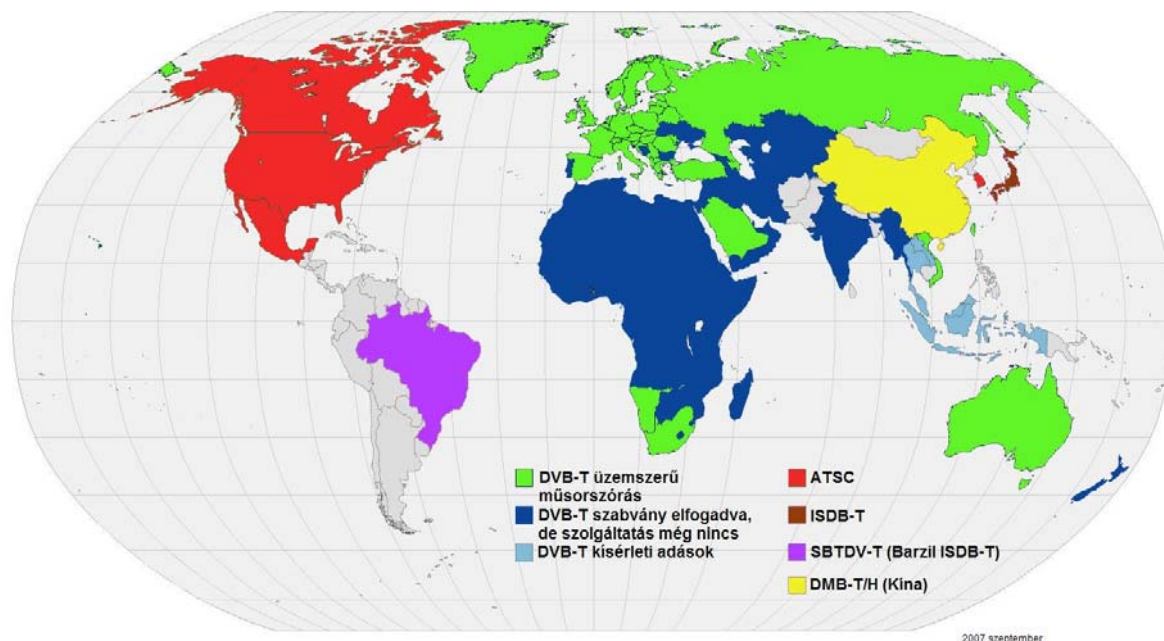 DVB-T üzemszerű
műsorszórás
DVB-T szabvány elfogadva,
de szolgáltatás még nincs
DVB-T kísérleti adások
ATSC
ISDB-T
SBTDV-T (Barzil ISDB-T)
DMB-T/H (Kina)
2007 szeptember